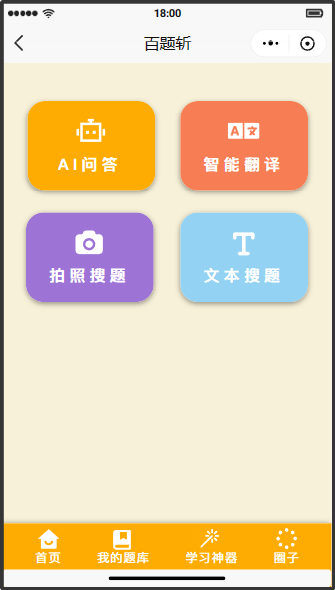 18:00
百题斩
AI问答
智能翻译
A 文
拍照搜题
文本搜题
首页
我的题库
学习神器
圈子